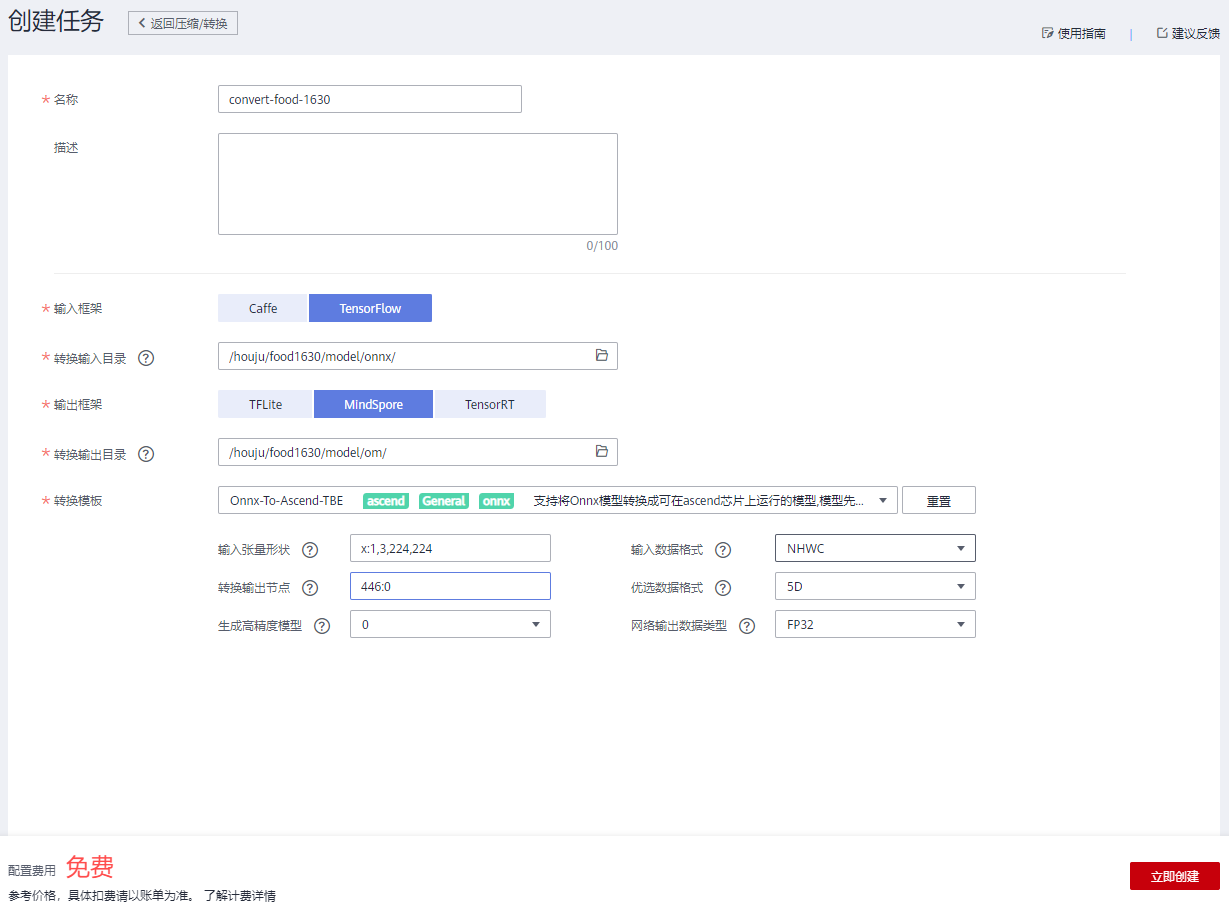 创建任务
返回压缩/转换
使用指南 | 建议反馈
* 名称 convert-food-1630
描述
0/100
* 输入框架 Caffe TensorFlow
* 转换输入目录 ? /houju/food1630/model/onnx/
* 输出框架 TFLite MindSpore TensorRT
* 转换输出目录 ? /houju/food1630/model/om/
* 转换模板 Onnx-To-Ascend-TBE ascend General onnx 支持将Onnx模型转换成可在ascend芯片上运行的模型,模型先... 重置
输入张量形状 ? x:1,3,224,224 输入数据格式 ? NHWC
转换输出节点 ? 446:0 优选数据格式 ? 5D
生成高精度模型 ? 0 网络输出数据类型 ? FP32
配置费用 免费
参考价格，具体扣费请以账单为准。 了解计费详情
立即创建